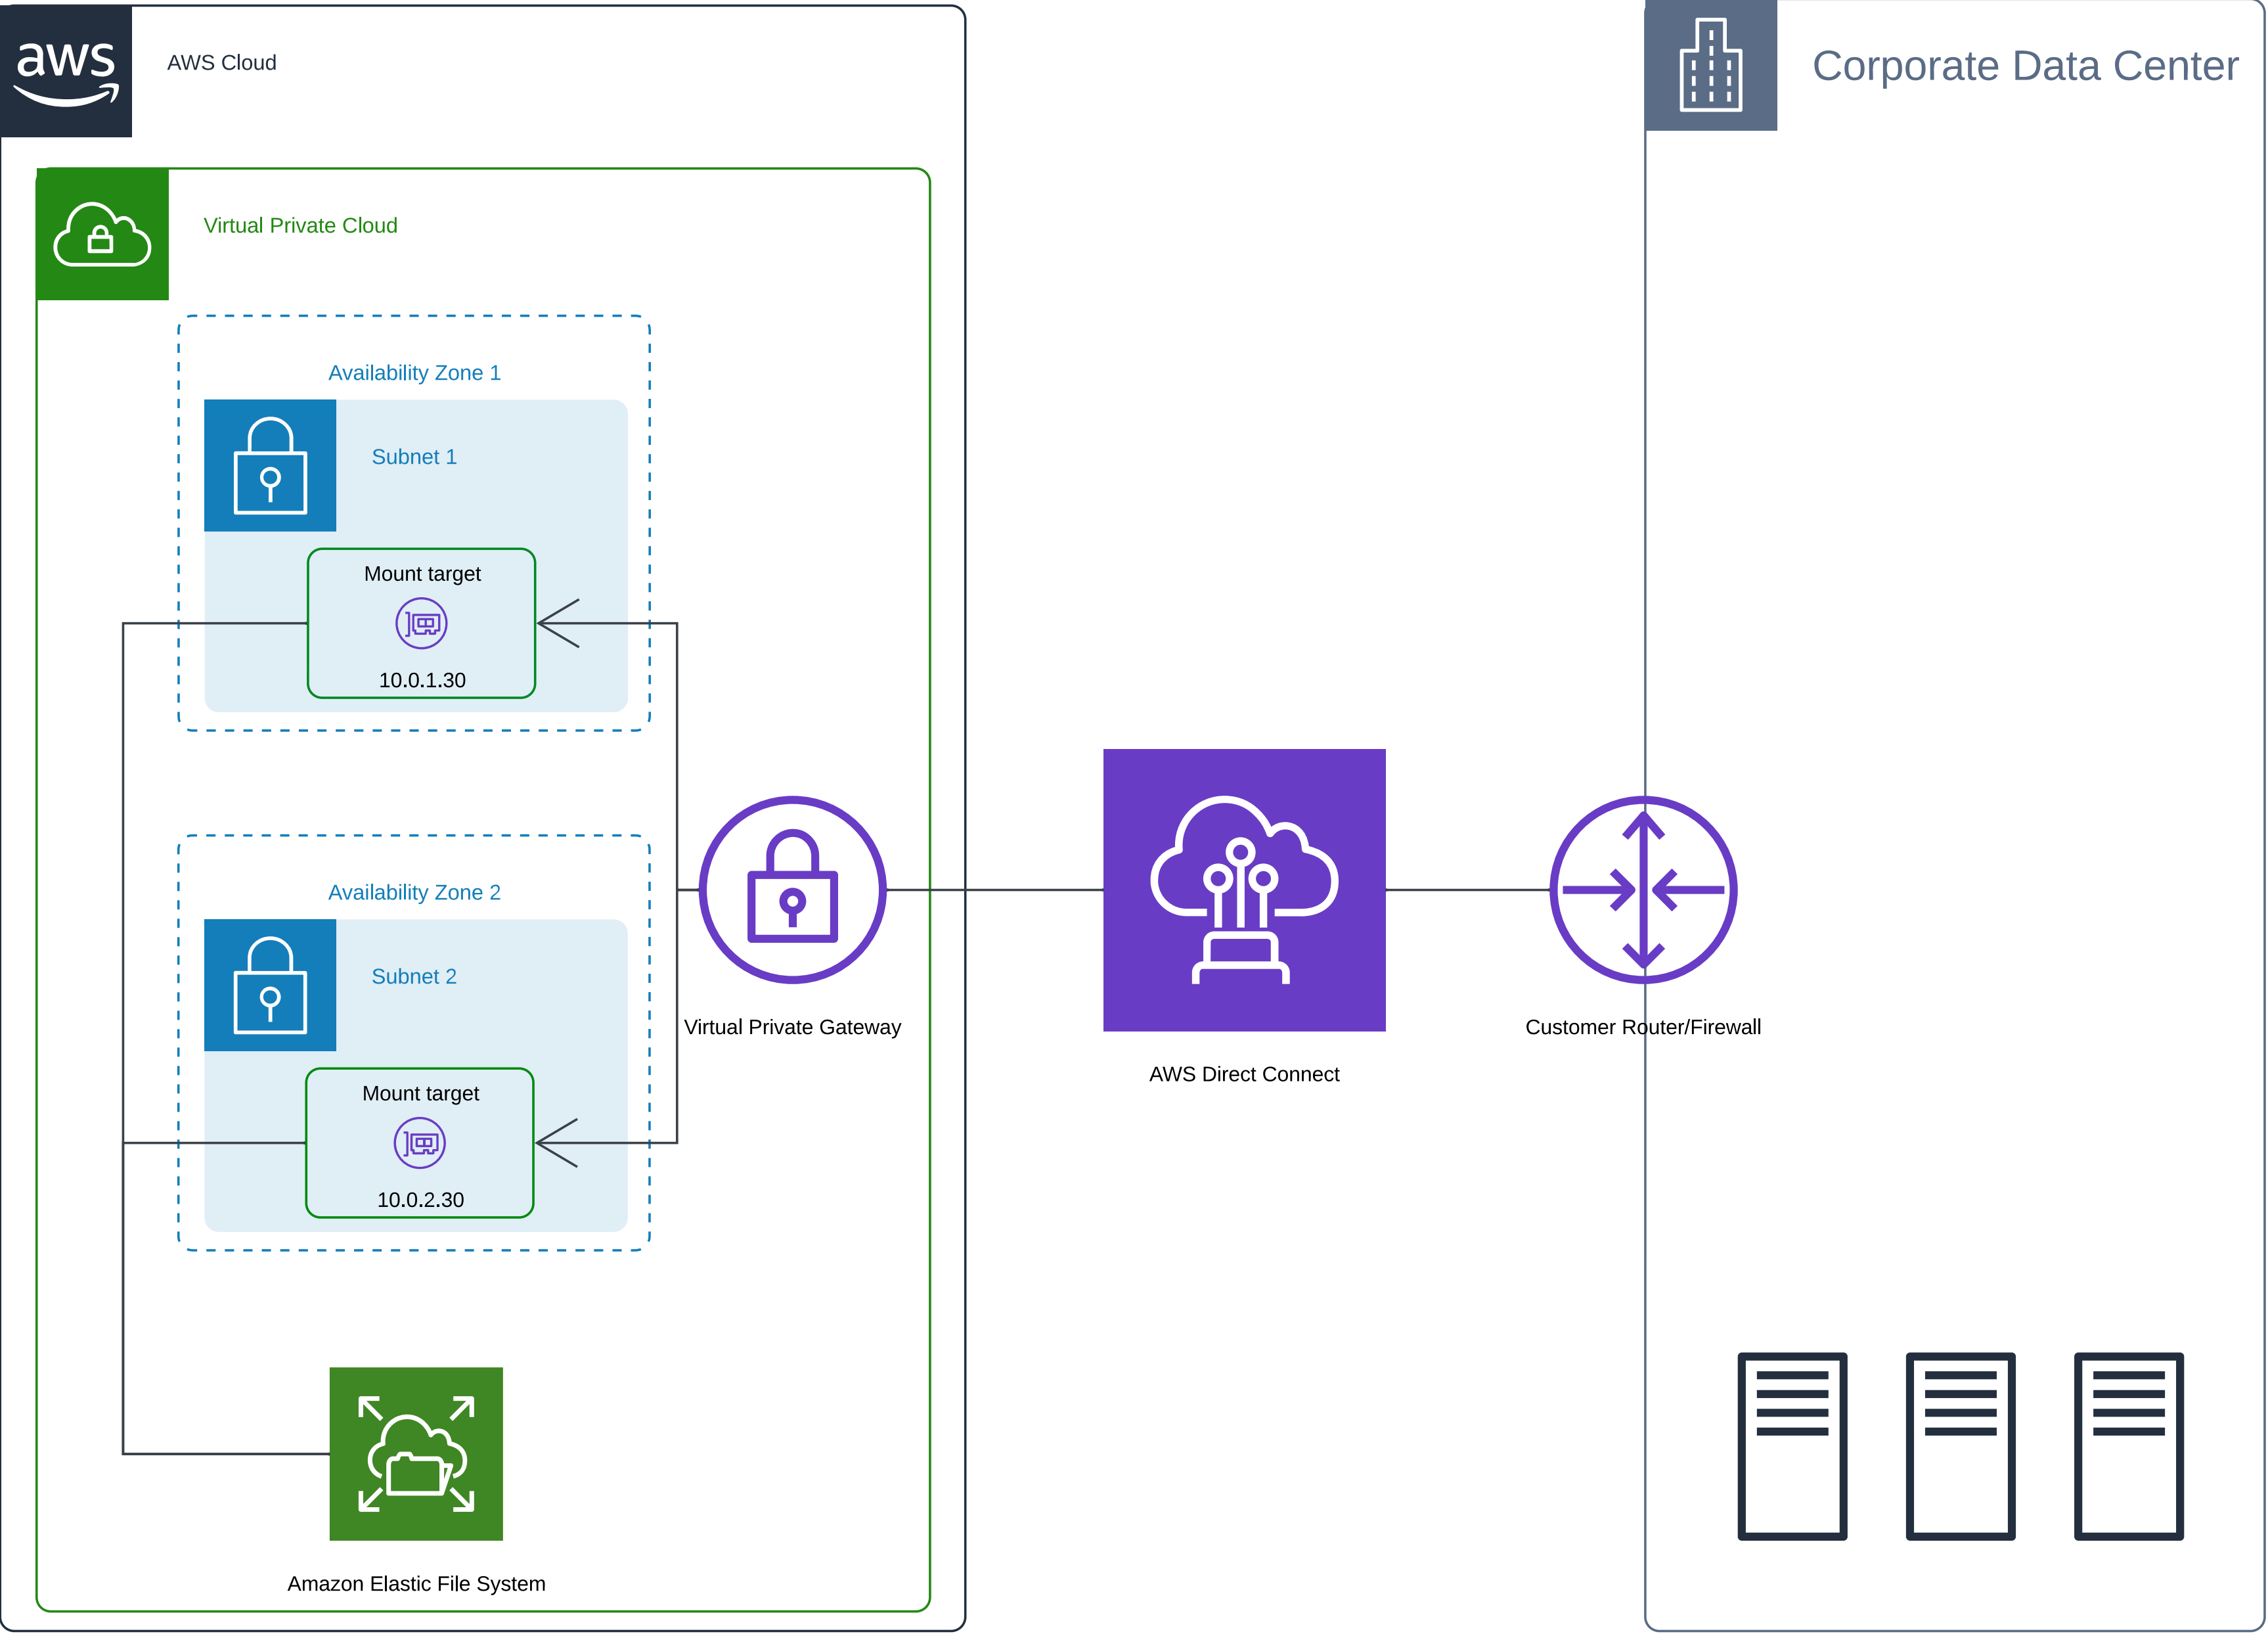 aws
AWS Cloud
Corporate Data Center
Virtual Private Cloud
Availability Zone 1
Subnet 1
Mount target
10.0.1.30
Availability Zone 2
Subnet 2
Mount target
10.0.2.30
Virtual Private Gateway
AWS Direct Connect
Customer Router/Firewall
Amazon Elastic File System